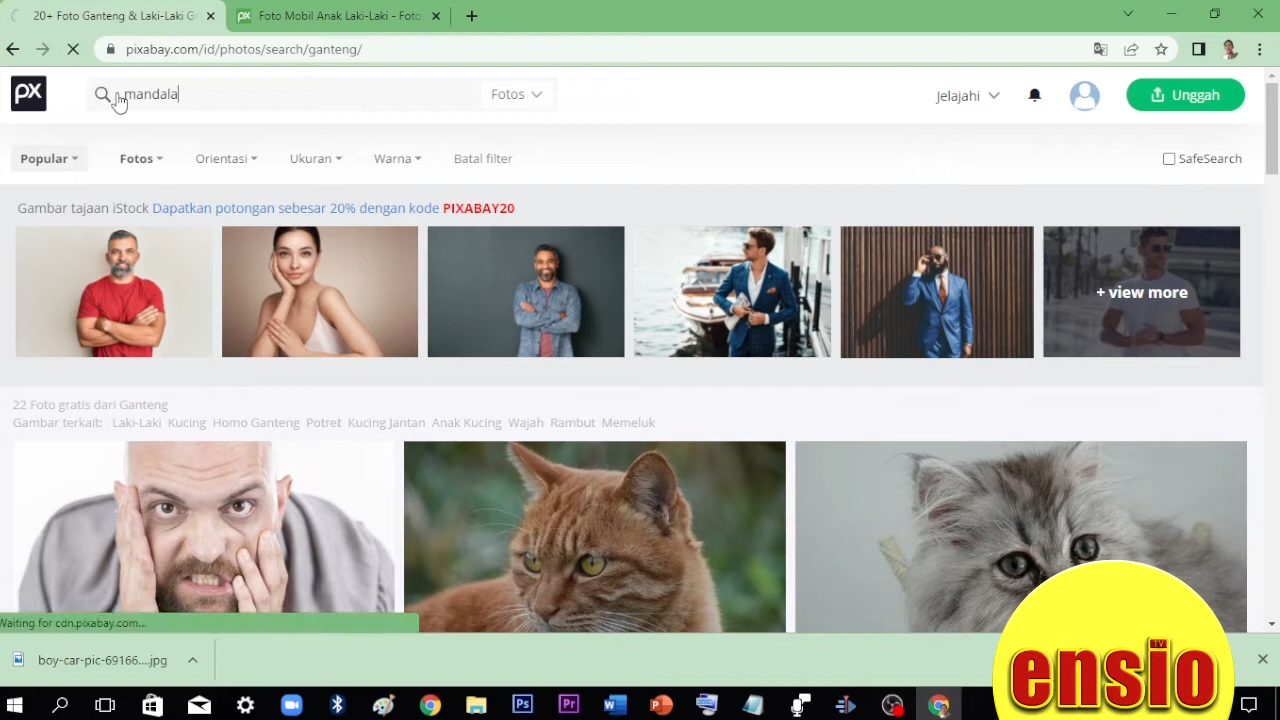 20+ Foto Ganteng & Laki-Laki G
Foto Mobil Anak Laki-Laki - Foto
pixabay.com/id/photos/search/ganteng/
px
mandala
Fotos
Jelajahi
Unggah
Popular
Fotos
Orientasi
Ukuran
Warna
Batal filter
SafeSearch
Gambar tajaan iStock Dapatkan potongan sebesar 20% dengan kode PIXABAY20
+ view more
22 Foto gratis dari Ganteng
Gambar terkait: Laki-Laki Kucing Homo Ganteng Potret Kucing Jantan Anak Kucing Wajah Rambut Memeluk
Waiting for cdn.pixabay.com...
boy-car-pic-69166....jpg
TV
ensio
Ps
Pr